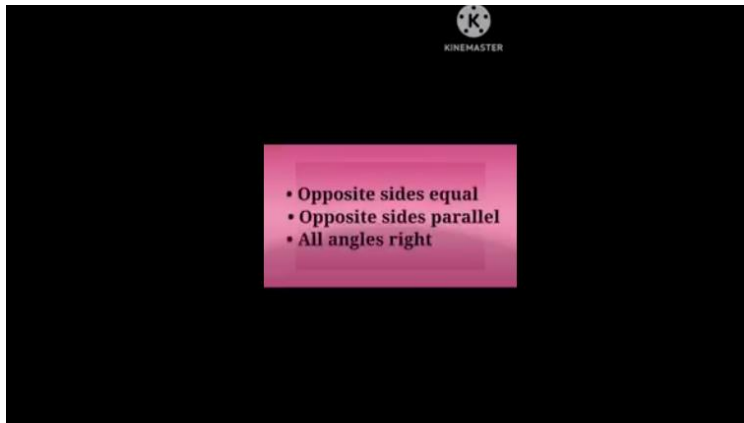 KINEMASTER
• Opposite sides equal
• Opposite sides parallel
• All angles right